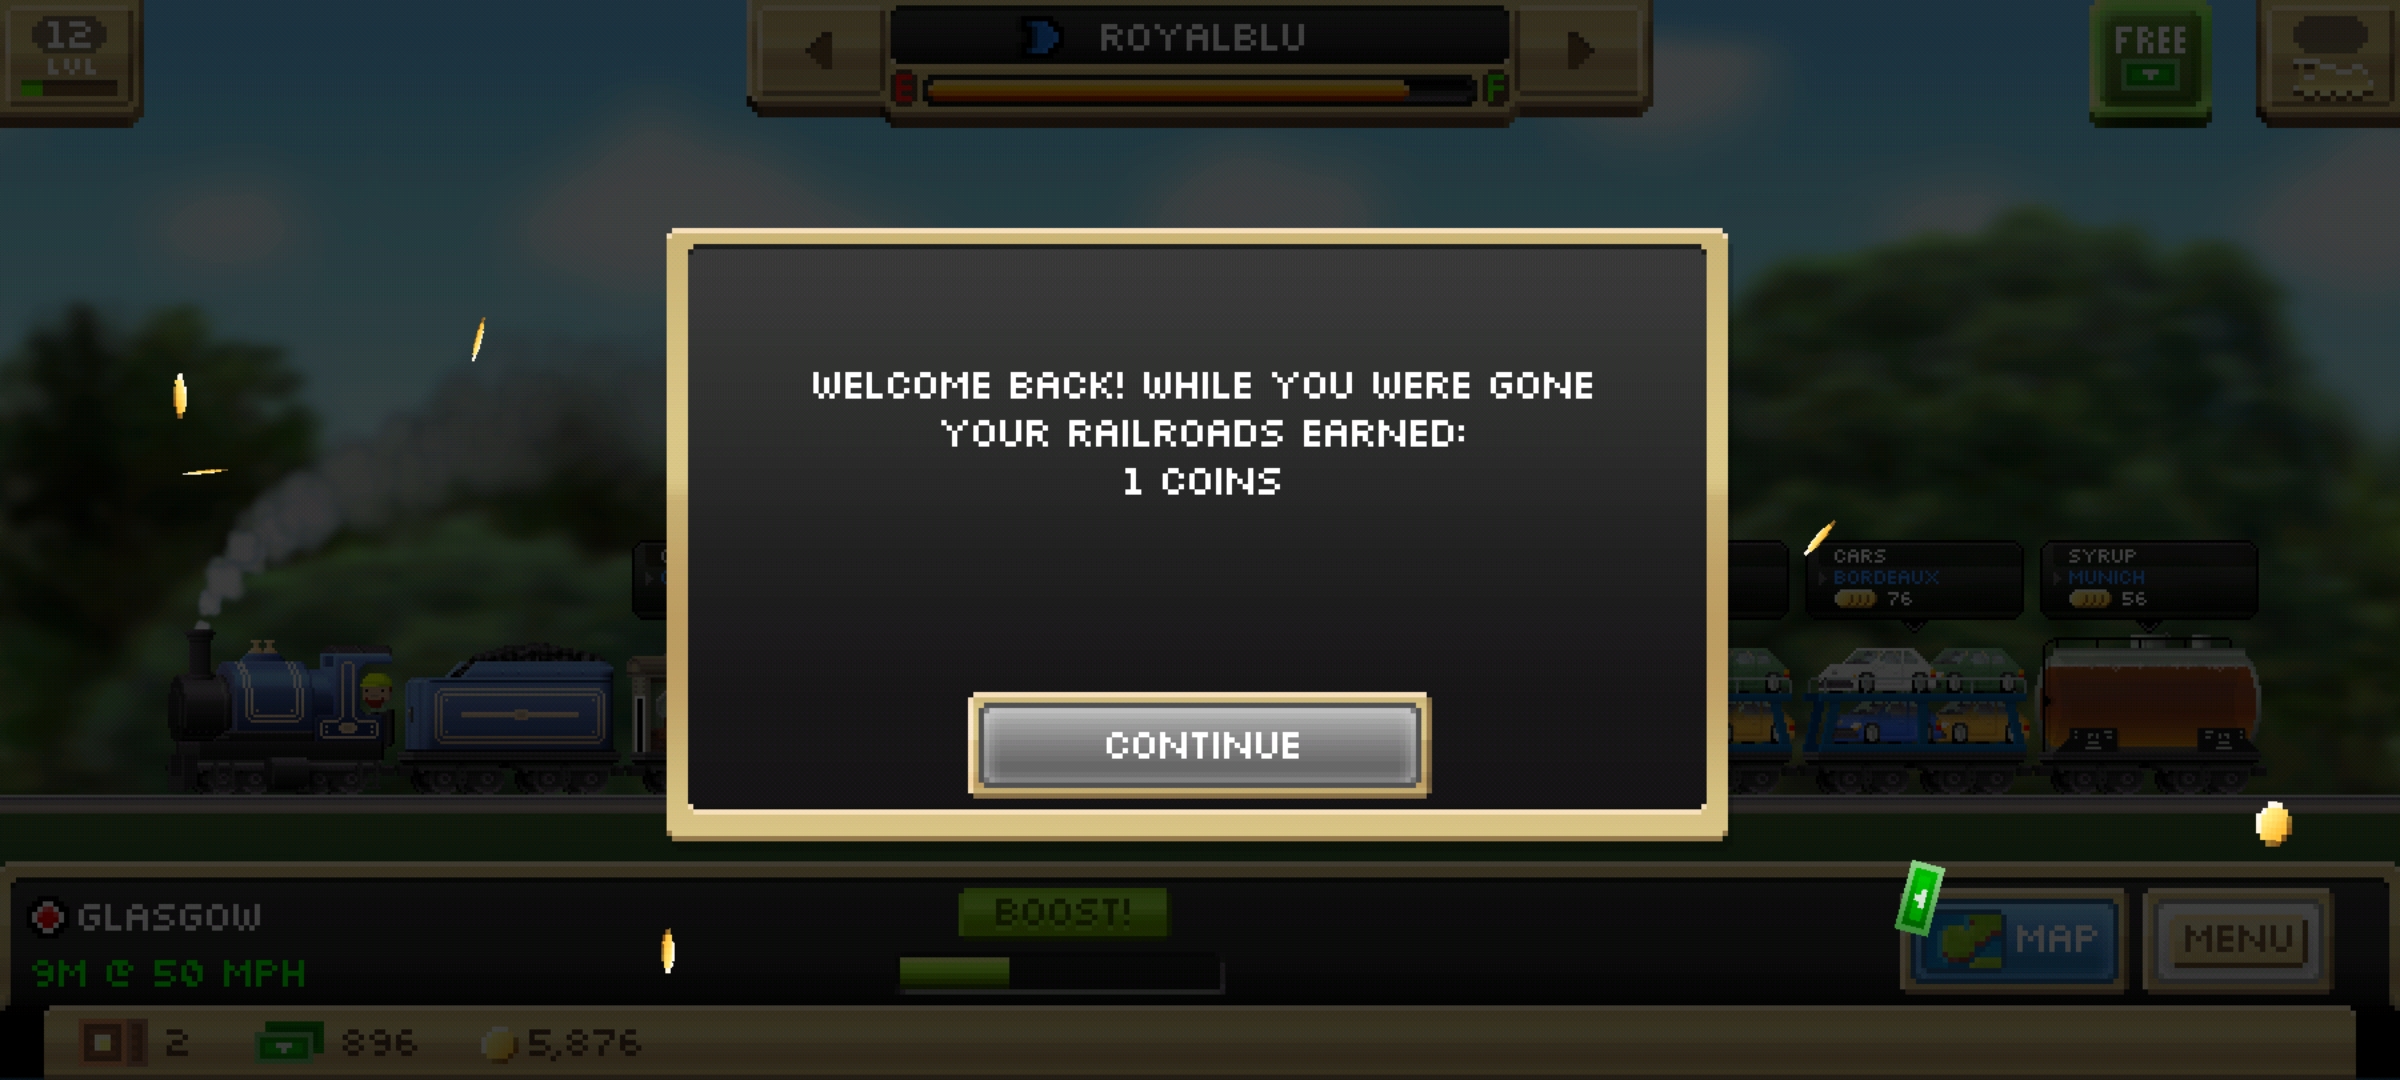 12
LVL
ROYALBLU
E F
FREE
WELCOME BACK! WHILE YOU WERE GONE
YOUR RAILROADS EARNED:
1 COINS
CARS
BORDEAUX
76
SYRUP
MUNICH
56
CONTINUE
GLASGOW
9M @ 50 MPH
BOOST!
MAP
MENU
2
896
5,876